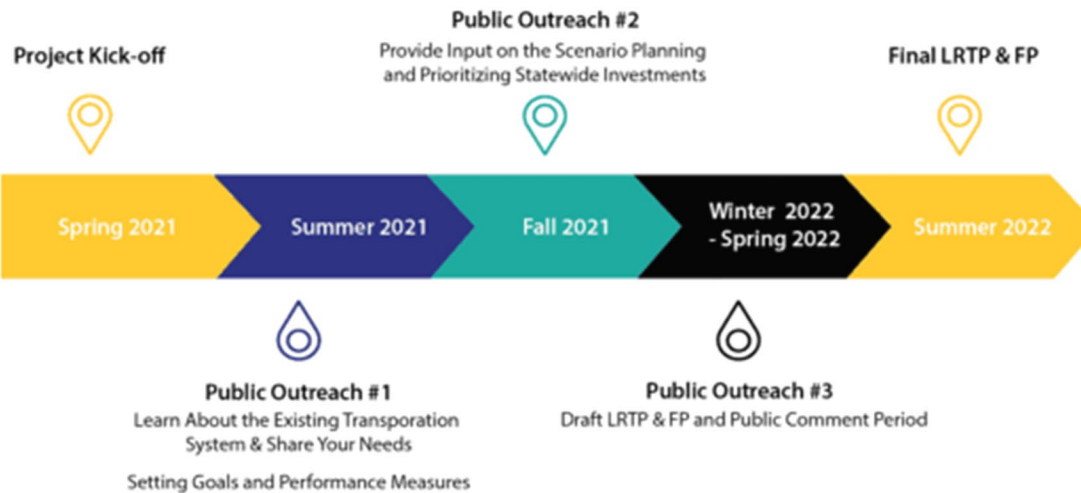 Public Outreach #2
Project Kick-off
Provide Input on the Scenario Planning
and Prioritizing Statewide Investments
Final LRTP & FP
Spring 2021
Summer 2021
Fall 2021
Winter 2022
- Spring 2022
Summer 2022
Public Outreach #1
Learn About the Existing Transporation
System & Share Your Needs
Setting Goals and Performance Measures
Public Outreach #3
Draft LRTP & FP and Public Comment Period